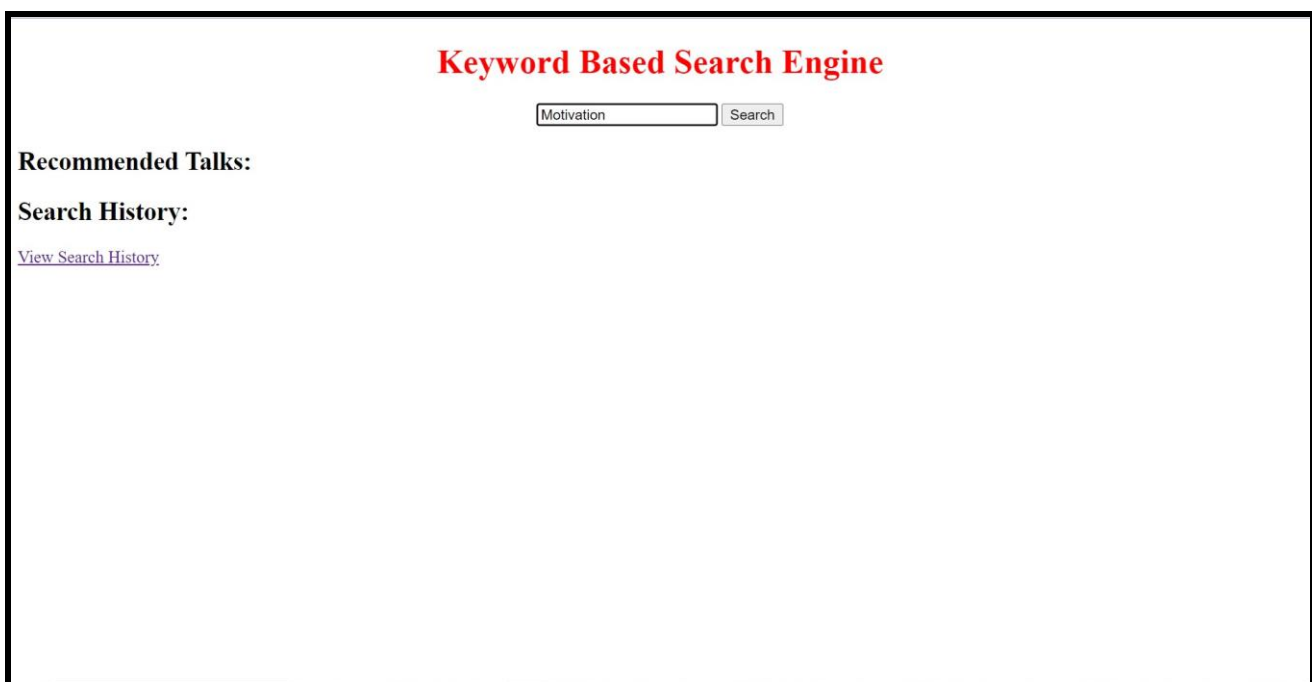 Keyword Based Search Engine
Motivation Search
Recommended Talks:
Search History:
View Search History